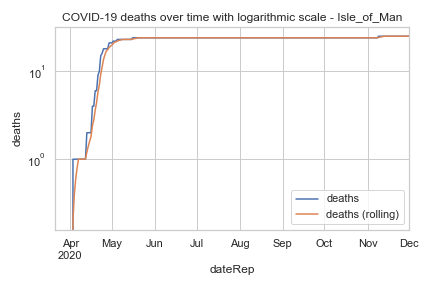 COVID-19 deaths over time with logarithmic scale - Isle_of_Man
deaths
10^1
10^0
deaths
deaths (rolling)
Apr May Jun Jul Aug Sep Oct Nov Dec
2020
dateRep